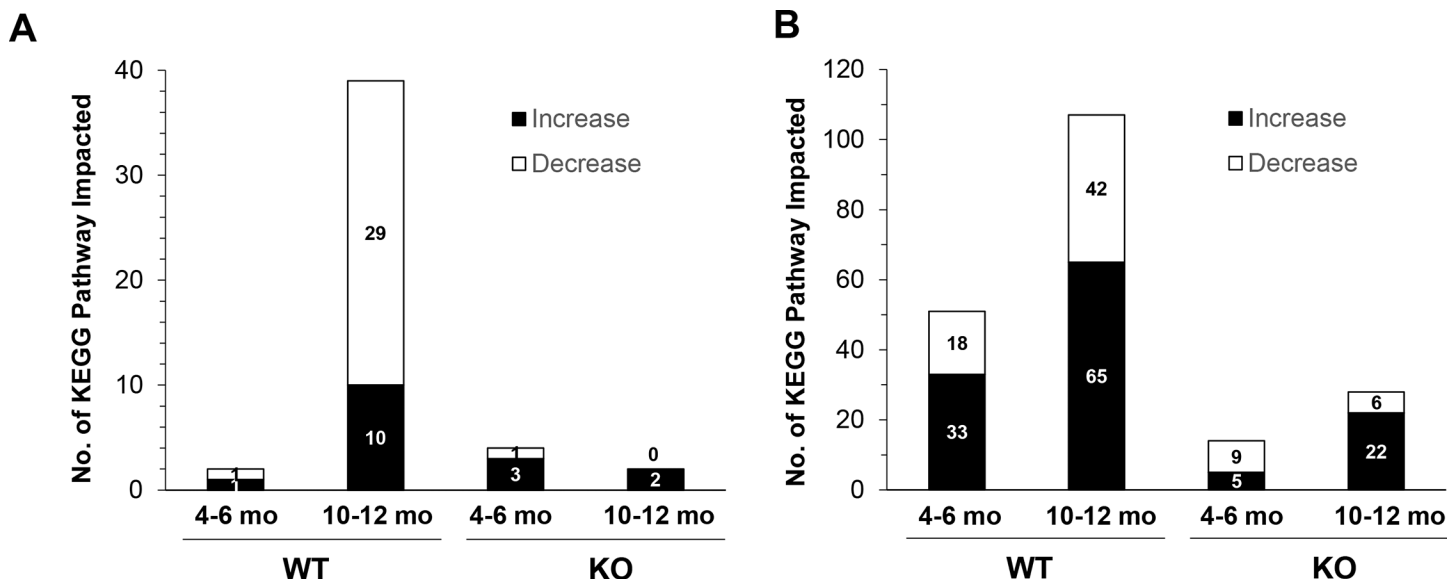 A
No. of KEGG Pathway Impacted
40
30
20
10
0
Increase
Decrease
1
1
29
10
1
3
0
2
4-6 mo
10-12 mo
4-6 mo
10-12 mo
WT
KO
B
No. of KEGG Pathway Impacted
120
100
80
60
40
20
0
Increase
Decrease
18
33
42
65
9
5
6
22
4-6 mo
10-12 mo
4-6 mo
10-12 mo
WT
KO